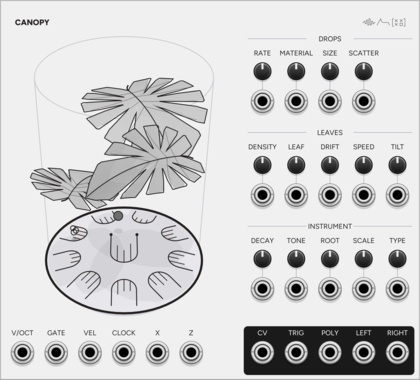 CANOPY
DROPS
RATE MATERIAL SIZE SCATTER
LEAVES
DENSITY LEAF DRIFT SPEED TILT
INSTRUMENT
DECAY TONE ROOT SCALE TYPE
V/OCT GATE VEL CLOCK X Z
CV TRIG POLY LEFT RIGHT